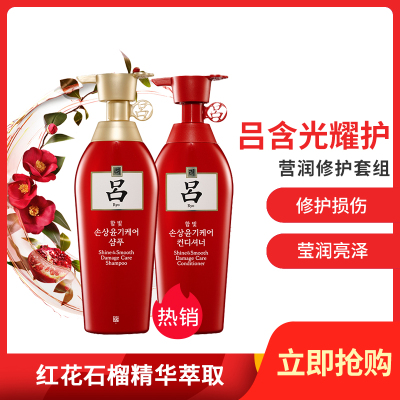 吕含光耀护
营润修护套组
修护损伤
莹润亮泽
呂
Ryo
함빛
손상윤기케어
샴푸
Shine&Smooth
Damage Care
Shampoo
呂
Ryo
함빛
손상윤기케어
컨디셔너
Shine&Smooth
Damage Care
Conditioner
热销
红花石榴精华萃取
立即抢购